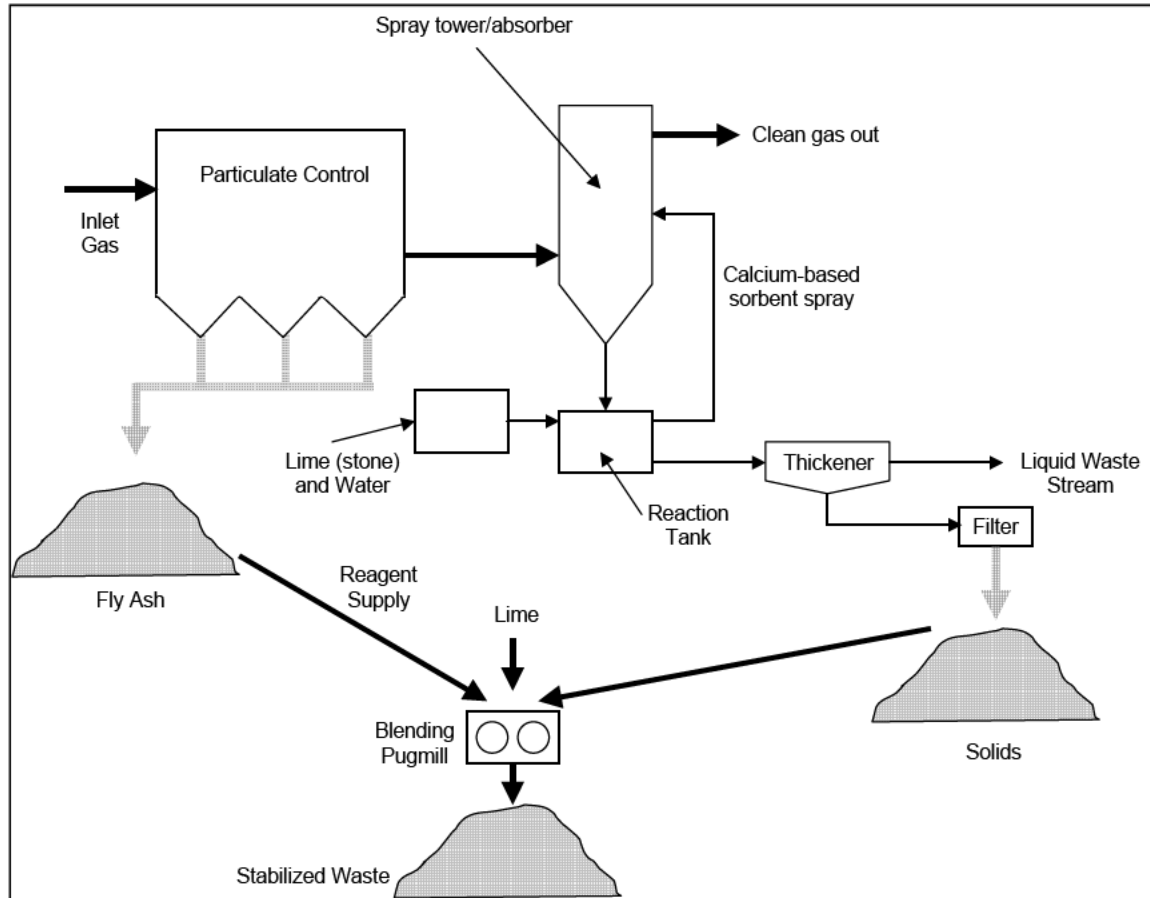 Spray tower/absorber
Clean gas out
Particulate Control
Inlet
Gas
Calcium-based
sorbent spray
Lime (stone)
and Water
Thickener
Liquid Waste
Stream
Reaction
Tank
Filter
Fly Ash
Reagent
Supply
Lime
Blending
Pugmill
Solids
Stabilized Waste